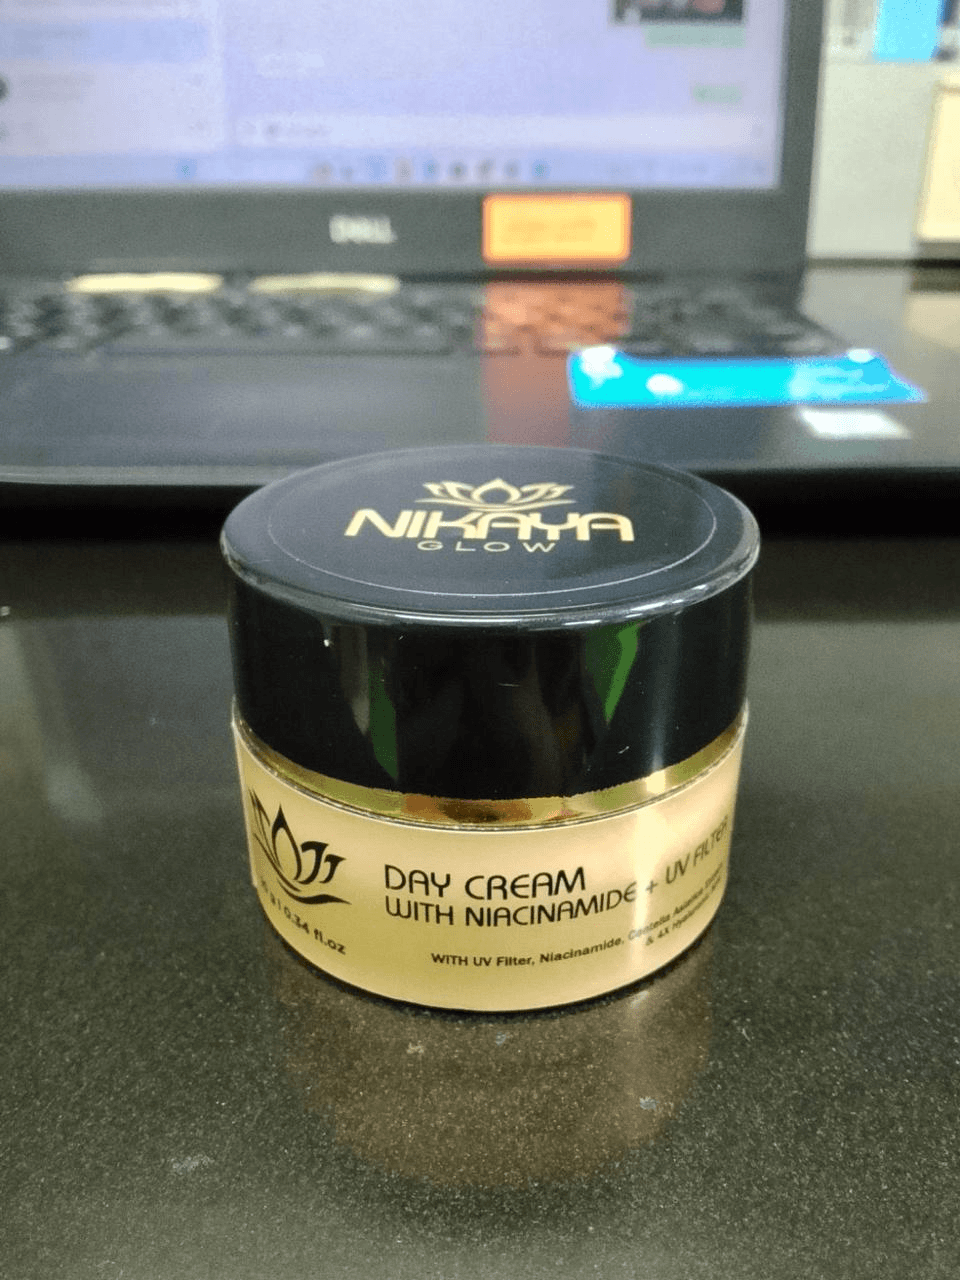 DELL
NIKAYA
GLOW
DAY CREAM
WITH NIACINAMIDE + UV FILTER
0.34 fl.oz
WITH UV Filter, Niacinamide, Centella Asiatica
& 4X